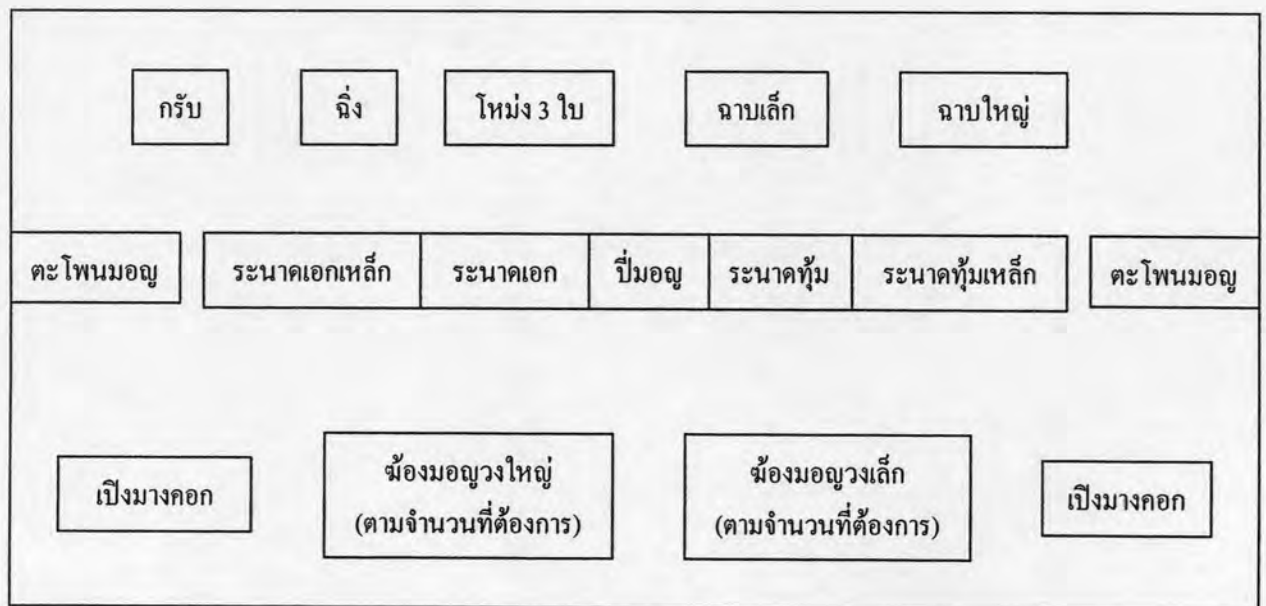 กรับ ฉิ่ง โหม่ง 3 ใบ ฉาบเล็ก ฉาบใหญ่
ตะโพนมอญ ระนาดเอกเหล็ก ระนาดเอก ปี่มอญ ระนาดทุ้ม ระนาดทุ้มเหล็ก ตะโพนมอญ
เปิงมางคอก
ฆ้องมอญวงใหญ่
(ตามจำนวนที่ต้องการ)
ฆ้องมอญวงเล็ก
(ตามจำนวนที่ต้องการ)
เปิงมางคอก